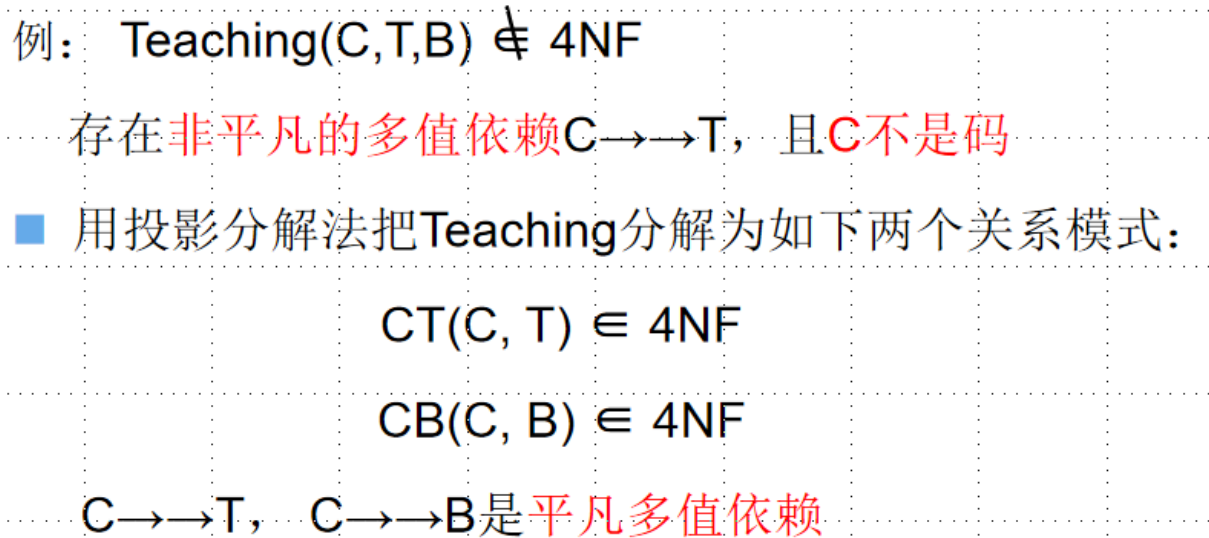 例： Teaching(C,T,B) ∉ 4NF
存在非平凡的多值依赖C→→T，且C不是码
用投影分解法把Teaching分解为如下两个关系模式：
CT(C, T) ∈ 4NF
CB(C, B) ∈ 4NF
C→→T， C→→B是平凡多值依赖